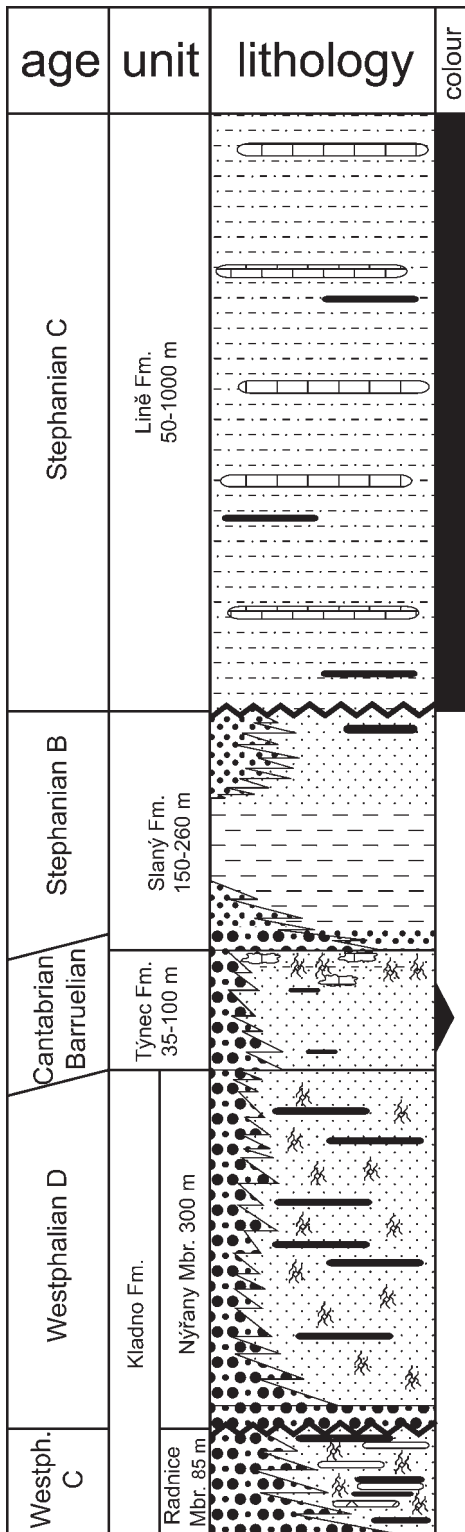 age
unit
lithology
colour
Stephanian C
Líně Fm.
50-1000 m
Stephanian B
Slaný Fm.
150-260 m
Cantabrian
Barruelian
Týnec Fm.
35-100 m
Westphalian D
Kladno Fm.
Nýřany Mbr. 300 m
Westph.
C
Radnice
Mbr. 85 m